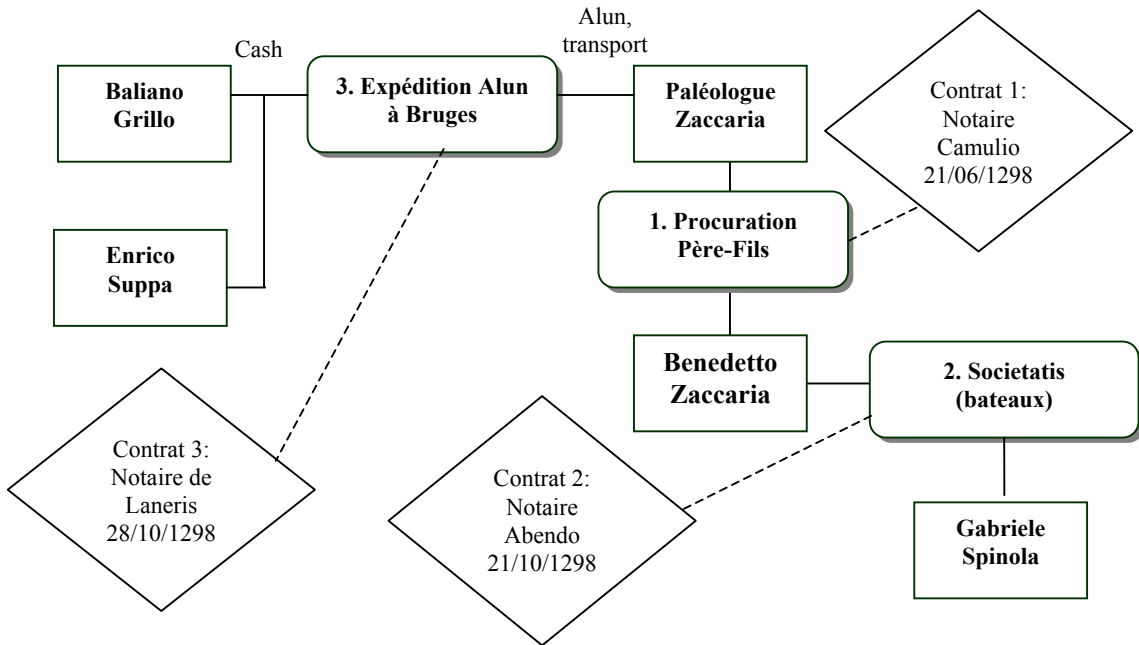 Cash
Alun,
transport
Baliano
Grillo
3. Expédition Alun
à Bruges
Paléologue
Zaccaria
Contrat 1:
Notaire
Camulio
21/06/1298
Enrico
Suppa
1. Procuration
Père-Fils
Benedetto
Zaccaria
2. Societatis
(bateaux)
Contrat 3:
Notaire de
Laneris
28/10/1298
Contrat 2:
Notaire
Abendo
21/10/1298
Gabriele
Spinola